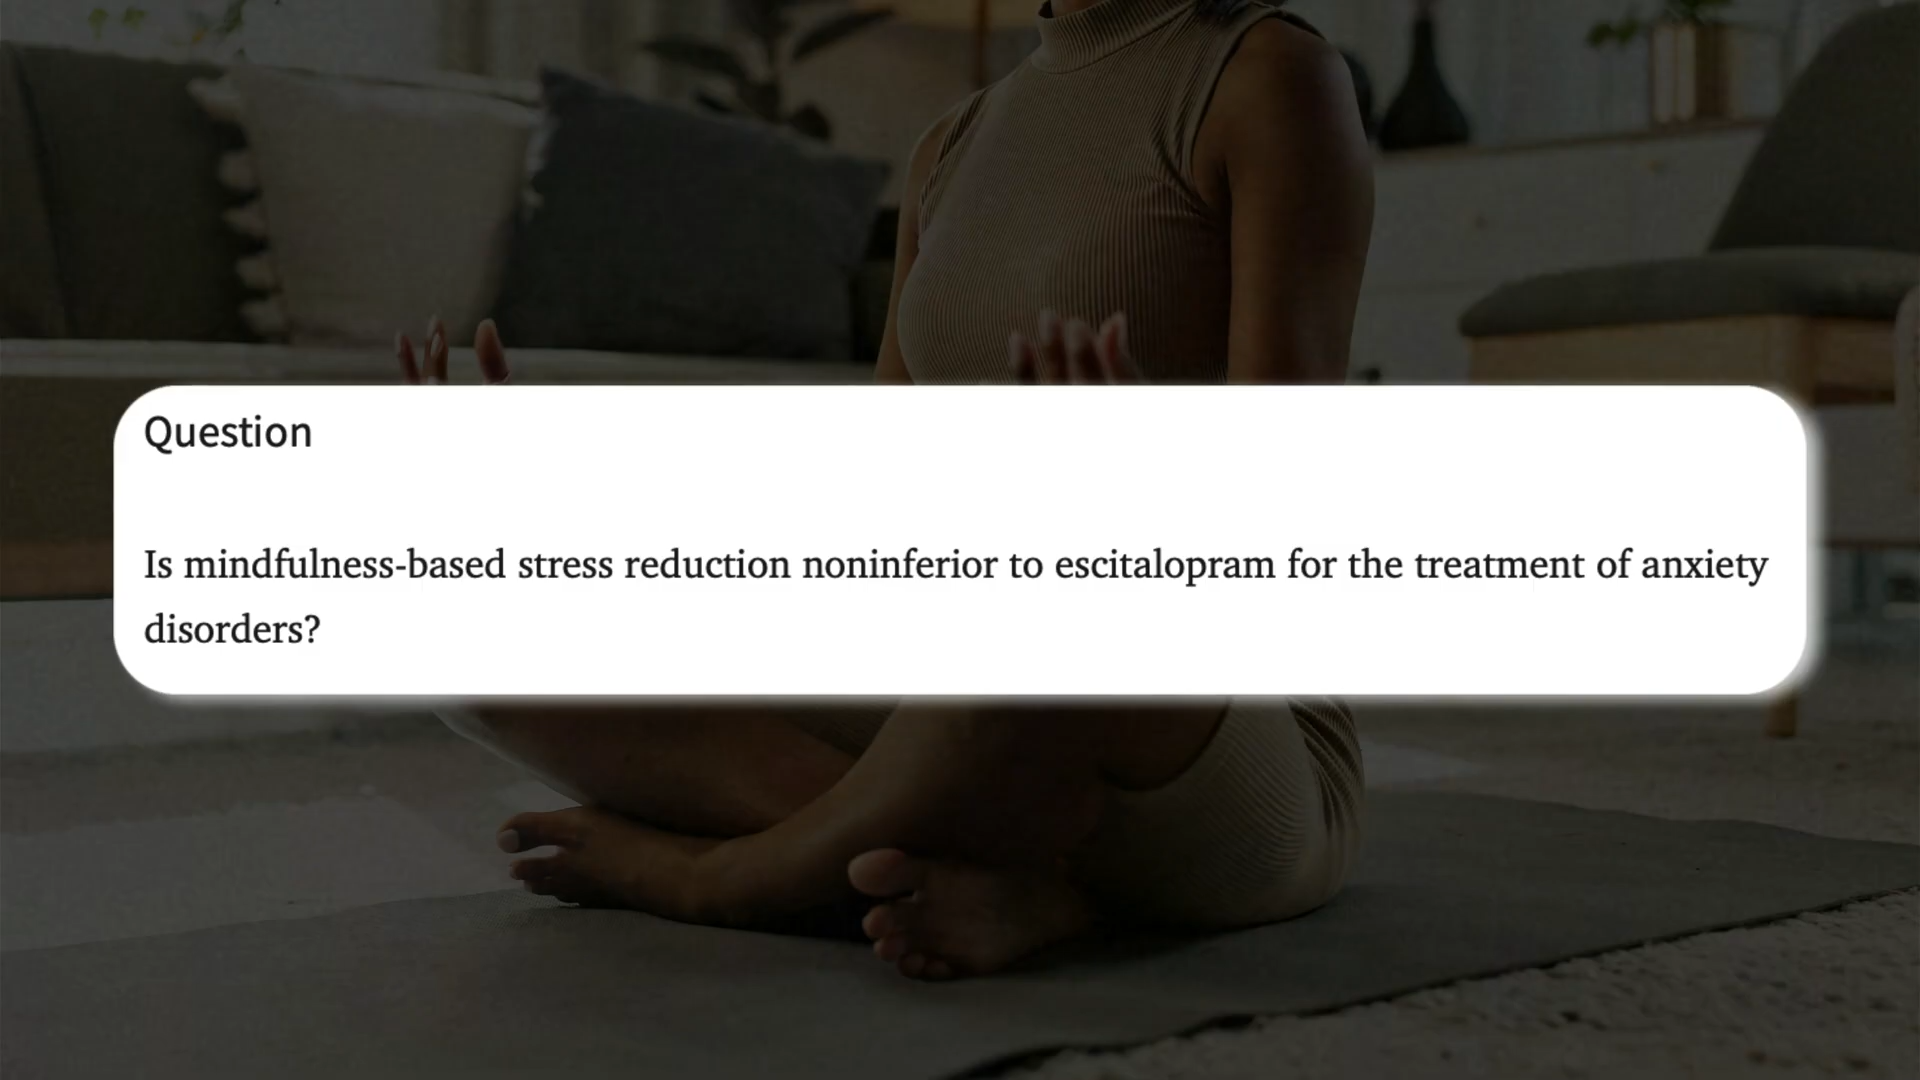 Question
Is mindfulness-based stress reduction noninferior to escitalopram for the treatment of anxiety
disorders?